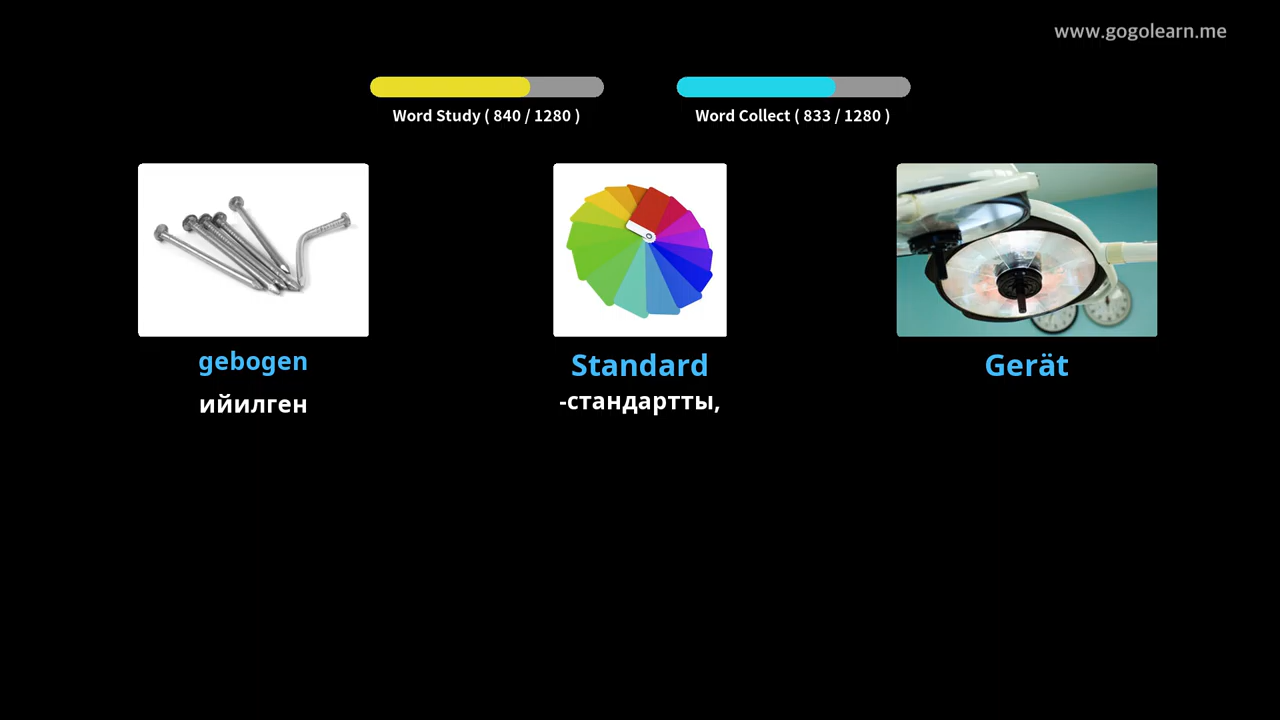 www.gogolearn.me
Word Study ( 840 / 1280 )
Word Collect ( 833 / 1280 )
gebogen
ийилген
Standard
-стандартты,
Gerät